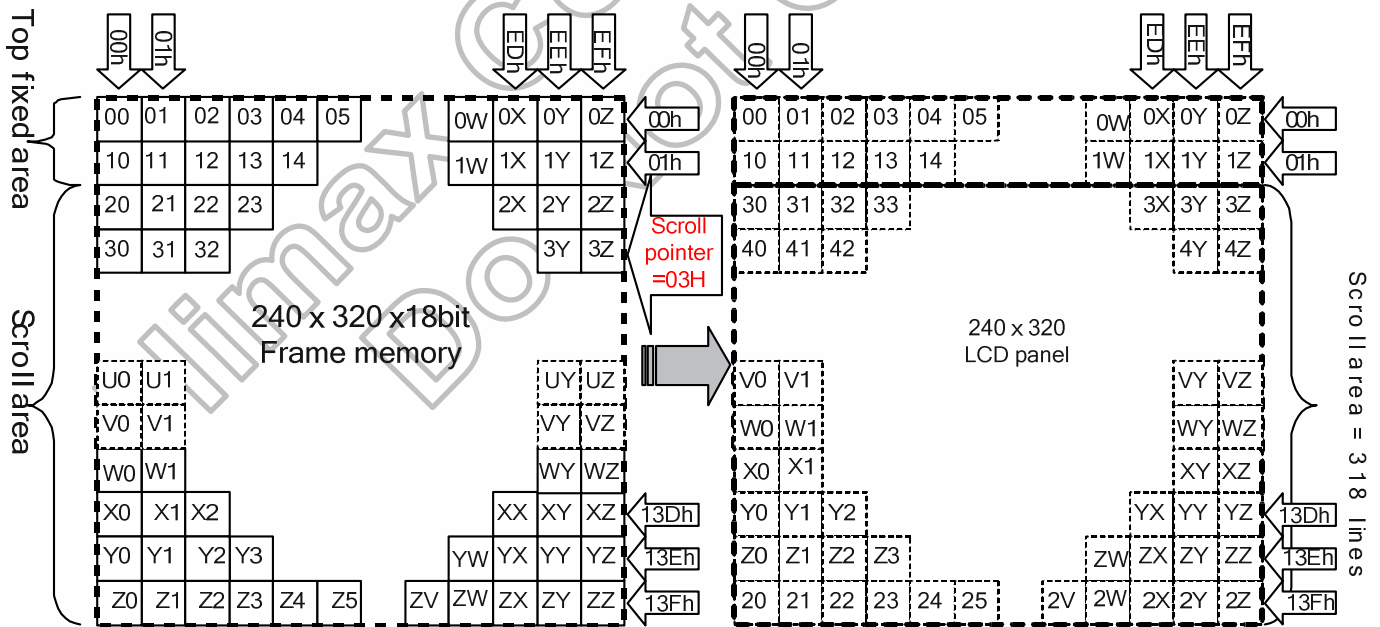 00h 01h EDh EEh EFh 00h 01h EDh EEh EFh
Top fixed area
00 01 02 03 04 05 0W 0X 0Y 0Z 00h 00 01 02 03 04 05 0W 0X 0Y 0Z 00h
10 11 12 13 14 1W 1X 1Y 1Z 01h 10 11 12 13 14 1W 1X 1Y 1Z 01h
20 21 22 23 2X 2Y 2Z 30 31 32 33 3X 3Y 3Z
30 31 32 3Y 3Z 40 41 42 4Y 4Z
Scroll
pointer
=03H
240 x 320 x18bit
Frame memory
240 x 320
LCD panel
Scroll area
Scroll area = 318 lines
U0 U1 UY UZ V0 V1 VY VZ
V0 V1 VY VZ W0 W1 WY WZ
W0 W1 WY WZ X0 X1 XY XZ
X0 X1 X2 XX XY XZ 13Dh Y0 Y1 Y2 YX YY YZ 13Dh
Y0 Y1 Y2 Y3 YW YX YY YZ 13Eh Z0 Z1 Z2 Z3 ZW ZX ZY ZZ 13Eh
Z0 Z1 Z2 Z3 Z4 Z5 ZV ZW ZX ZY ZZ 13Fh 20 21 22 23 24 25 2V 2W 2X 2Y 2Z 13Fh
limax
Do not